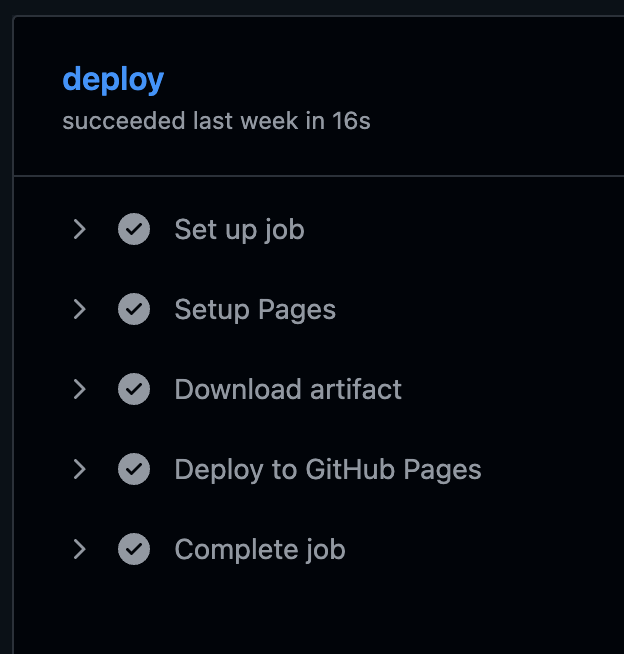 deploy
succeeded last week in 16s
Set up job
Setup Pages
Download artifact
Deploy to GitHub Pages
Complete job